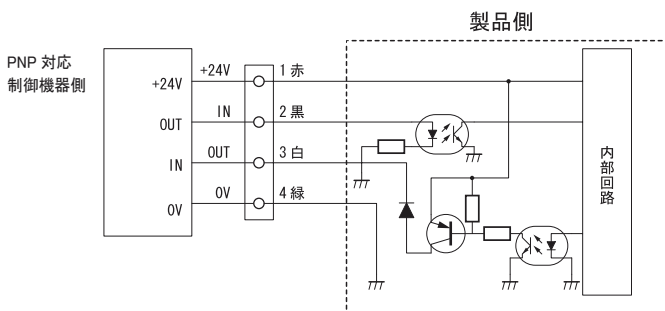 製品側
PNP 対応
制御機器側
+24V
OUT
IN
0V
+24V
IN
OUT
0V
1 赤
2 黒
3 白
4 緑
内部回路